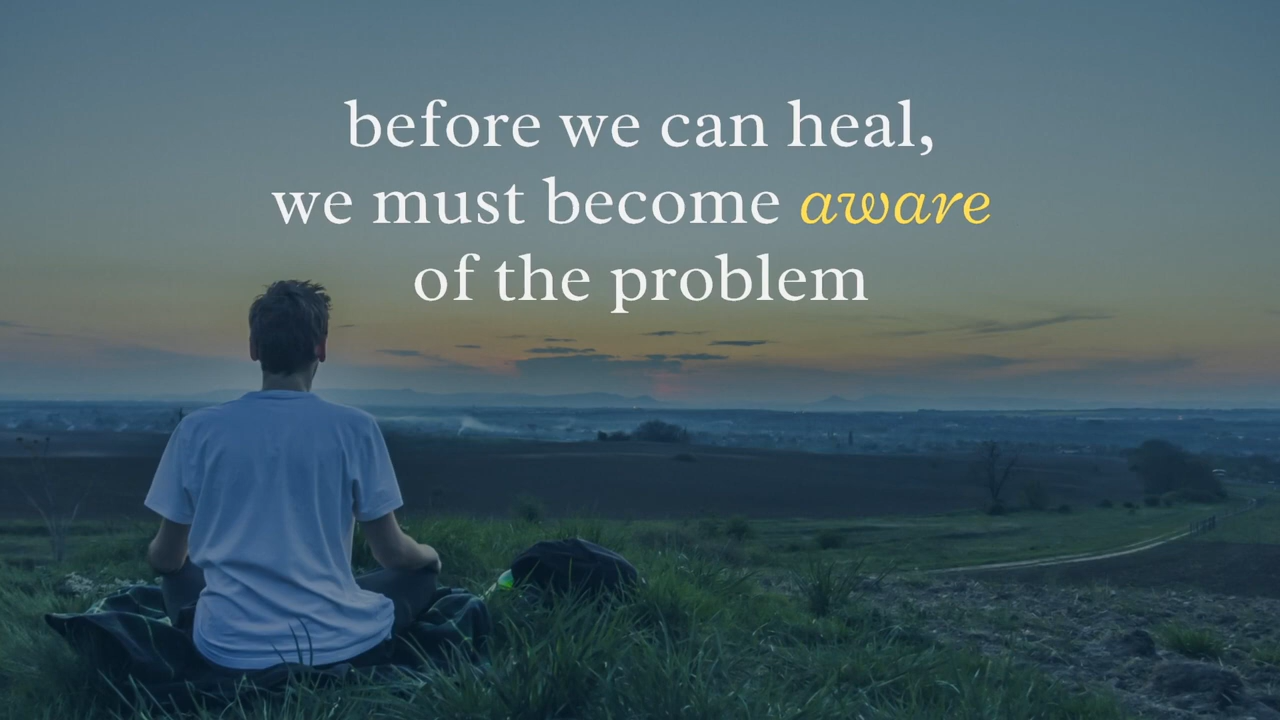 before we can heal,
we must become aware
of the problem